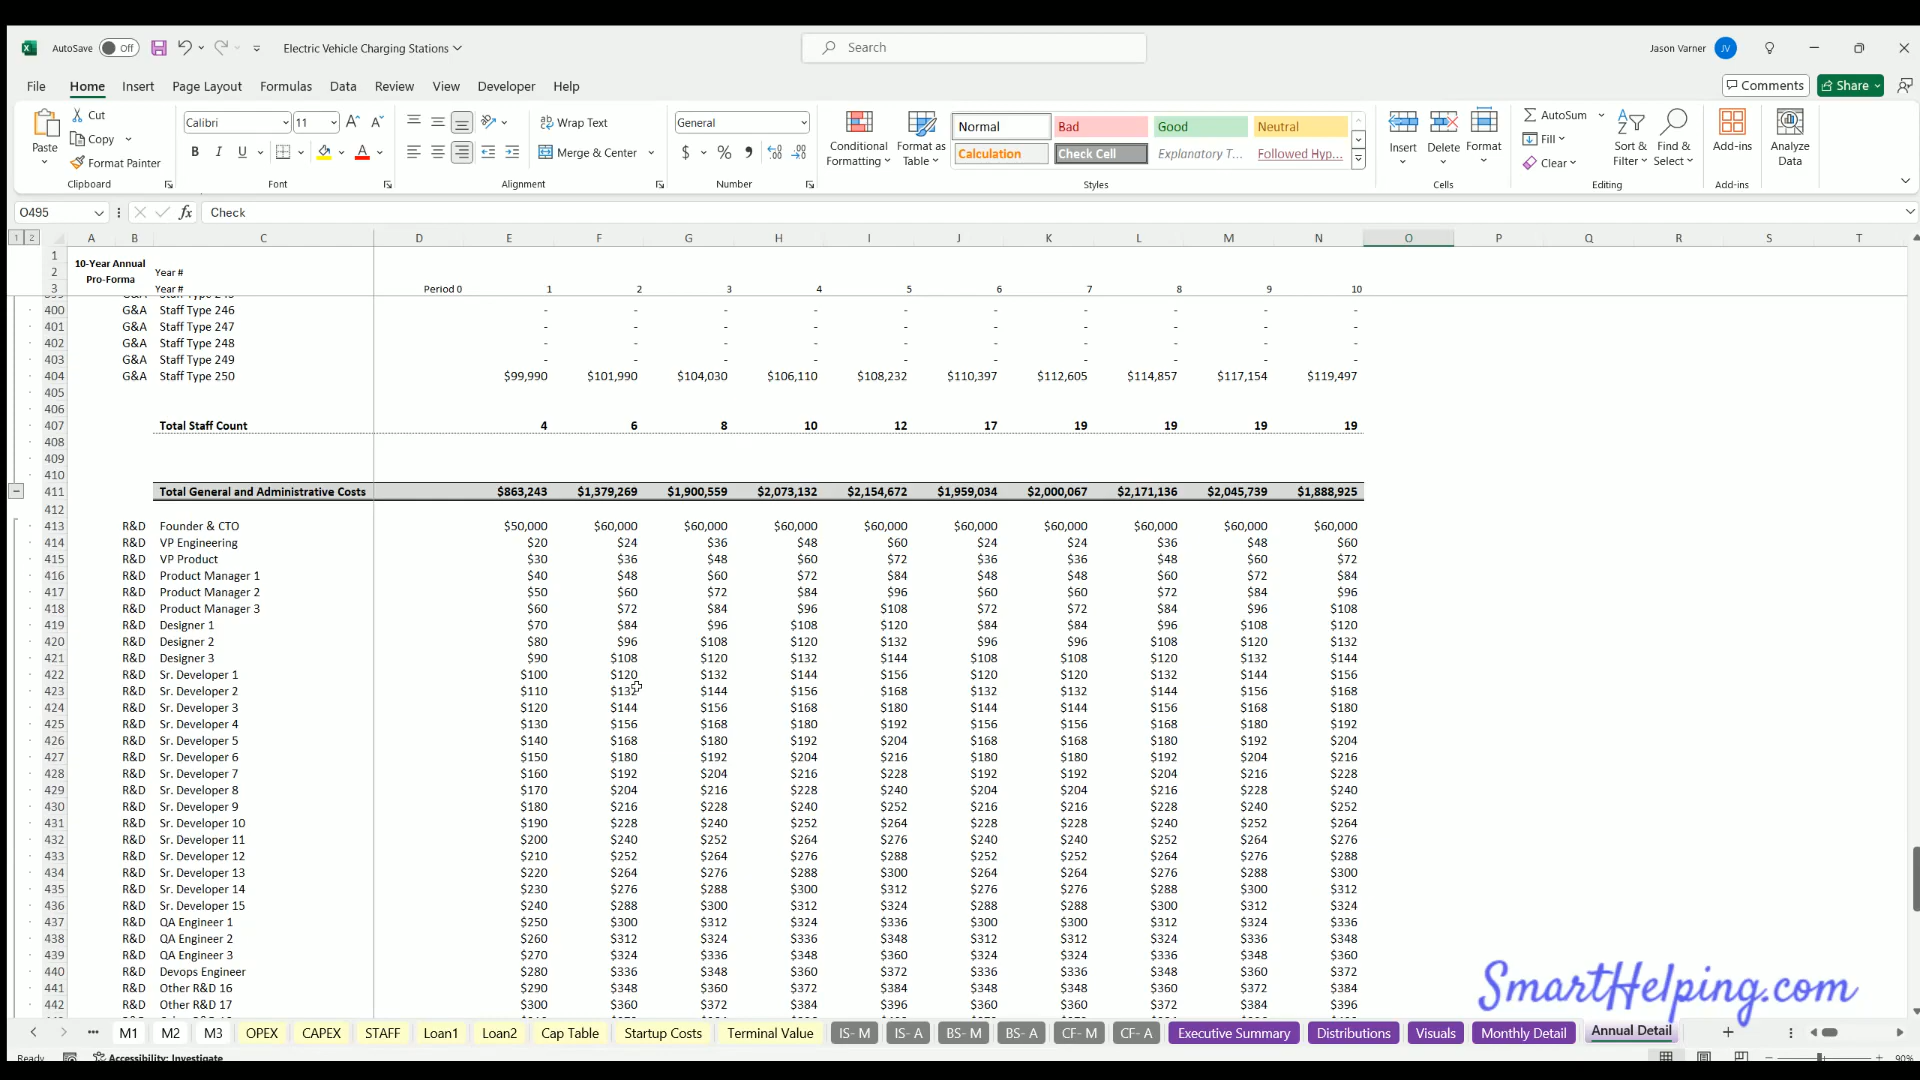 AutoSave Off Electric Vehicle Charging Stations Search Jason Varner JV
File Home Insert Page Layout Formulas Data Review View Developer Help Comments Share
Paste Cut Copy Format Painter Clipboard
Calibri 11 B I U Font
Wrap Text Merge & Center Alignment
General $ % Number
Conditional Formatting Format as Table
Normal Bad Good Neutral
Calculation Check Cell Explanatory T... Followed Hyp...
Styles
Insert Delete Format Cells
AutoSum Fill Clear Sort & Filter Find & Select Editing
Add-ins Add-ins Analyze Data
O495 fx Check
1 2 A B C D E F G H I J K L M N O P Q R S T
1
2 10-Year Annual Pro-Forma Year #
3 Year # Period 0 1 2 3 4 5 6 7 8 9 10
400 G&A Staff Type 246 - - - - - - - - - -
401 G&A Staff Type 247 - - - - - - - - - -
402 G&A Staff Type 248 - - - - - - - - - -
403 G&A Staff Type 249 - - - - - - - - - -
404 G&A Staff Type 250 $99,990 $101,990 $104,030 $106,110 $108,232 $110,397 $112,605 $114,857 $117,154 $119,497
405
406
407 Total Staff Count 4 6 8 10 12 17 19 19 19 19
408
409
410
411 Total General and Administrative Costs $863,243 $1,379,269 $1,900,559 $2,073,132 $2,154,672 $1,959,034 $2,000,067 $2,171,136 $2,045,739 $1,888,925
412
413 R&D Founder & CTO $50,000 $60,000 $60,000 $60,000 $60,000 $60,000 $60,000 $60,000 $60,000 $60,000
414 R&D VP Engineering $20 $24 $36 $48 $60 $24 $24 $36 $48 $60
415 R&D VP Product $30 $36 $48 $60 $72 $36 $36 $48 $60 $72
416 R&D Product Manager 1 $40 $48 $60 $72 $84 $48 $48 $60 $72 $84
417 R&D Product Manager 2 $50 $60 $72 $84 $96 $60 $60 $72 $84 $96
418 R&D Product Manager 3 $60 $72 $84 $96 $108 $72 $72 $84 $96 $108
419 R&D Designer 1 $70 $84 $96 $108 $120 $84 $84 $96 $108 $120
420 R&D Designer 2 $80 $96 $108 $120 $132 $96 $96 $108 $120 $132
421 R&D Designer 3 $90 $108 $120 $132 $144 $108 $108 $120 $132 $144
422 R&D Sr. Developer 1 $100 $120 $132 $144 $156 $120 $120 $132 $144 $156
423 R&D Sr. Developer 2 $110 $132 $144 $156 $168 $132 $132 $144 $156 $168
424 R&D Sr. Developer 3 $120 $144 $156 $168 $180 $144 $144 $156 $168 $180
425 R&D Sr. Developer 4 $130 $156 $168 $180 $192 $156 $156 $168 $180 $192
426 R&D Sr. Developer 5 $140 $168 $180 $192 $204 $168 $168 $180 $192 $204
427 R&D Sr. Developer 6 $150 $180 $192 $204 $216 $180 $180 $192 $204 $216
428 R&D Sr. Developer 7 $160 $192 $204 $216 $228 $192 $192 $204 $216 $228
429 R&D Sr. Developer 8 $170 $204 $216 $228 $240 $204 $204 $216 $228 $240
430 R&D Sr. Developer 9 $180 $216 $228 $240 $252 $216 $216 $228 $240 $252
431 R&D Sr. Developer 10 $190 $228 $240 $252 $264 $228 $228 $240 $252 $264
432 R&D Sr. Developer 11 $200 $240 $252 $264 $276 $240 $240 $252 $264 $276
433 R&D Sr. Developer 12 $210 $252 $264 $276 $288 $252 $252 $264 $276 $288
434 R&D Sr. Developer 13 $220 $264 $276 $288 $300 $264 $264 $276 $288 $300
435 R&D Sr. Developer 14 $230 $276 $288 $300 $312 $276 $276 $288 $300 $312
436 R&D Sr. Developer 15 $240 $288 $300 $312 $324 $288 $288 $300 $312 $324
437 R&D QA Engineer 1 $250 $300 $312 $324 $336 $300 $300 $312 $324 $336
438 R&D QA Engineer 2 $260 $312 $324 $336 $348 $312 $312 $324 $336 $348
439 R&D QA Engineer 3 $270 $324 $336 $348 $360 $324 $324 $336 $348 $360
440 R&D Devops Engineer $280 $336 $348 $360 $372 $336 $336 $348 $360 $372
441 R&D Other R&D 16 $290 $348 $360 $372 $384 $348 $348 $360 $372 $384
442 R&D Other R&D 17 $300 $360 $372 $384 $396 $360 $360 $372 $384 $396
SmartHelping.com
M1 M2 M3 OPEX CAPEX STAFF Loan1 Loan2 Cap Table Startup Costs Terminal Value IS- M IS- A BS- M BS- A CF- M CF- A Executive Summary Distributions Visuals Monthly Detail Annual Detail
Ready Accessibility: Investigate 90%